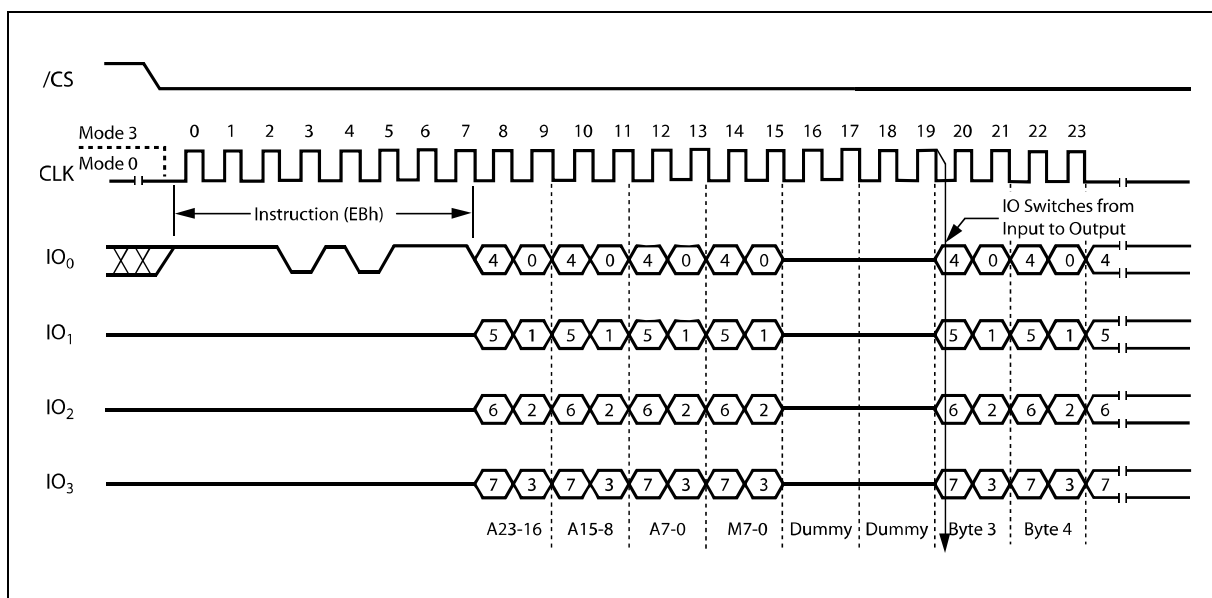 /CS
Mode 3
0 1 2 3 4 5 6 7 8 9 10 11 12 13 14 15 16 17 18 19 20 21 22 23
CLK
Mode 0
Instruction (EBh)
IO Switches from
Input to Output
IO0
4 0 4 0 4 0 4 0 4 0 4 0 4
IO1
5 1 5 1 5 1 5 1 5 1 5 1 5
IO2
6 2 6 2 6 2 6 2 6 2 6 2 6
IO3
7 3 7 3 7 3 7 3 7 3 7 3 7
A23-16 A15-8 A7-0 M7-0 Dummy Dummy Byte 3 Byte 4